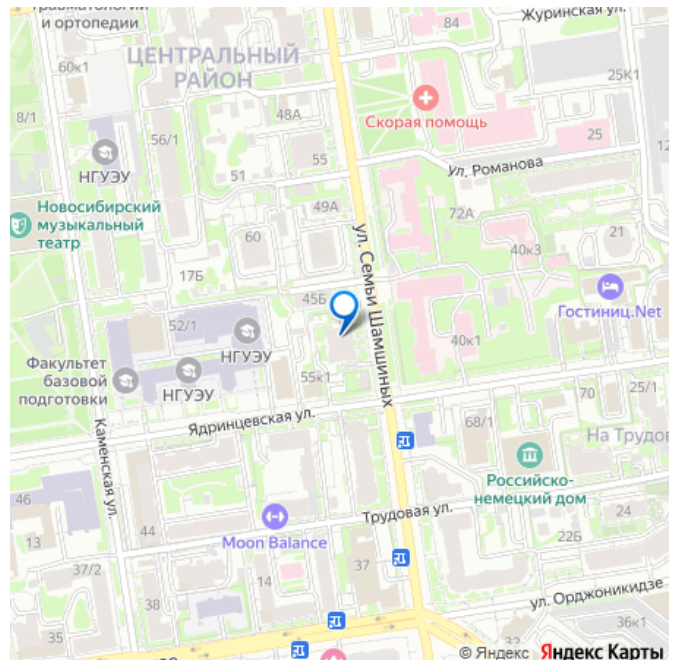 и ортопедии
84
Журинская ул.
ЦЕНТРАЛЬНЫЙ
РАЙОН
60к1
25К1
8/1
48А
Скорая помощь
56/1
55
25
12
НГУЭУ
51
ул. Романова
Новосибирский
музыкальный
театр
49А
72А
60
40к3
21
17Б
45Б
ул. Семьи Шамшиных
Гостиниц.Net
52/1
НГУЭУ
40к1
Факультет
базовой
подготовки
НГУЭУ
55к1
70
25/1
Ядринцевская ул.
68/1
На Трудов
Каменская ул.
Российско-
немецкий дом
46
Трудовая ул.
24
13
44
Moon Balance
22Б
37/2
14
37
38
ул. Орджоникидзе
35
36к1
32
© Яндекс Яндекс Карты